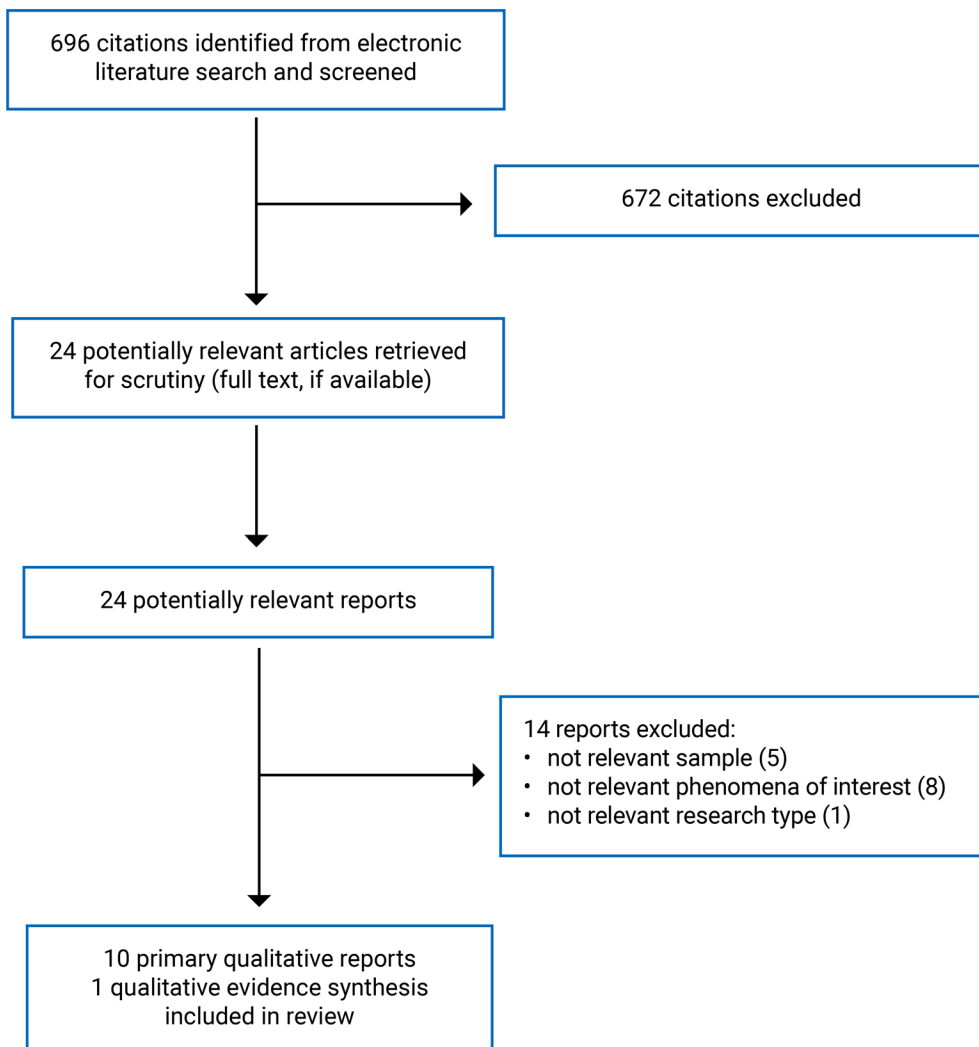 696 citations identified from electronic
literature search and screened
672 citations excluded
24 potentially relevant articles retrieved
for scrutiny (full text, if available)
24 potentially relevant reports
14 reports excluded:
• not relevant sample (5)
• not relevant phenomena of interest (8)
• not relevant research type (1)
10 primary qualitative reports
1 qualitative evidence synthesis
included in review